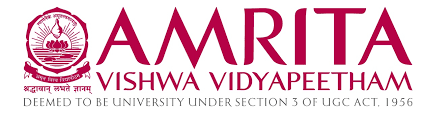 AMRITA
VISHWA VIDYAPEETHAM
श्रद्धावान् लभते ज्ञानम्
DEEMED TO BE UNIVERSITY UNDER SECTION 3 OF UGC ACT, 1956